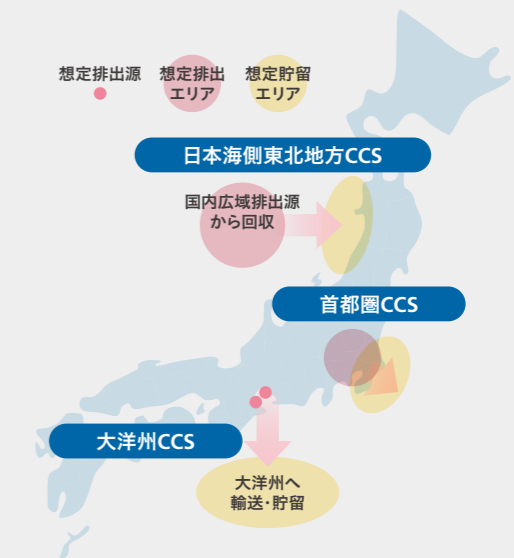 想定排出源
想定排出
エリア
想定貯留
エリア
日本海側東北地方CCS
国内広域排出源
から回収
首都圏CCS
大洋州CCS
大洋州へ
輸送・貯留